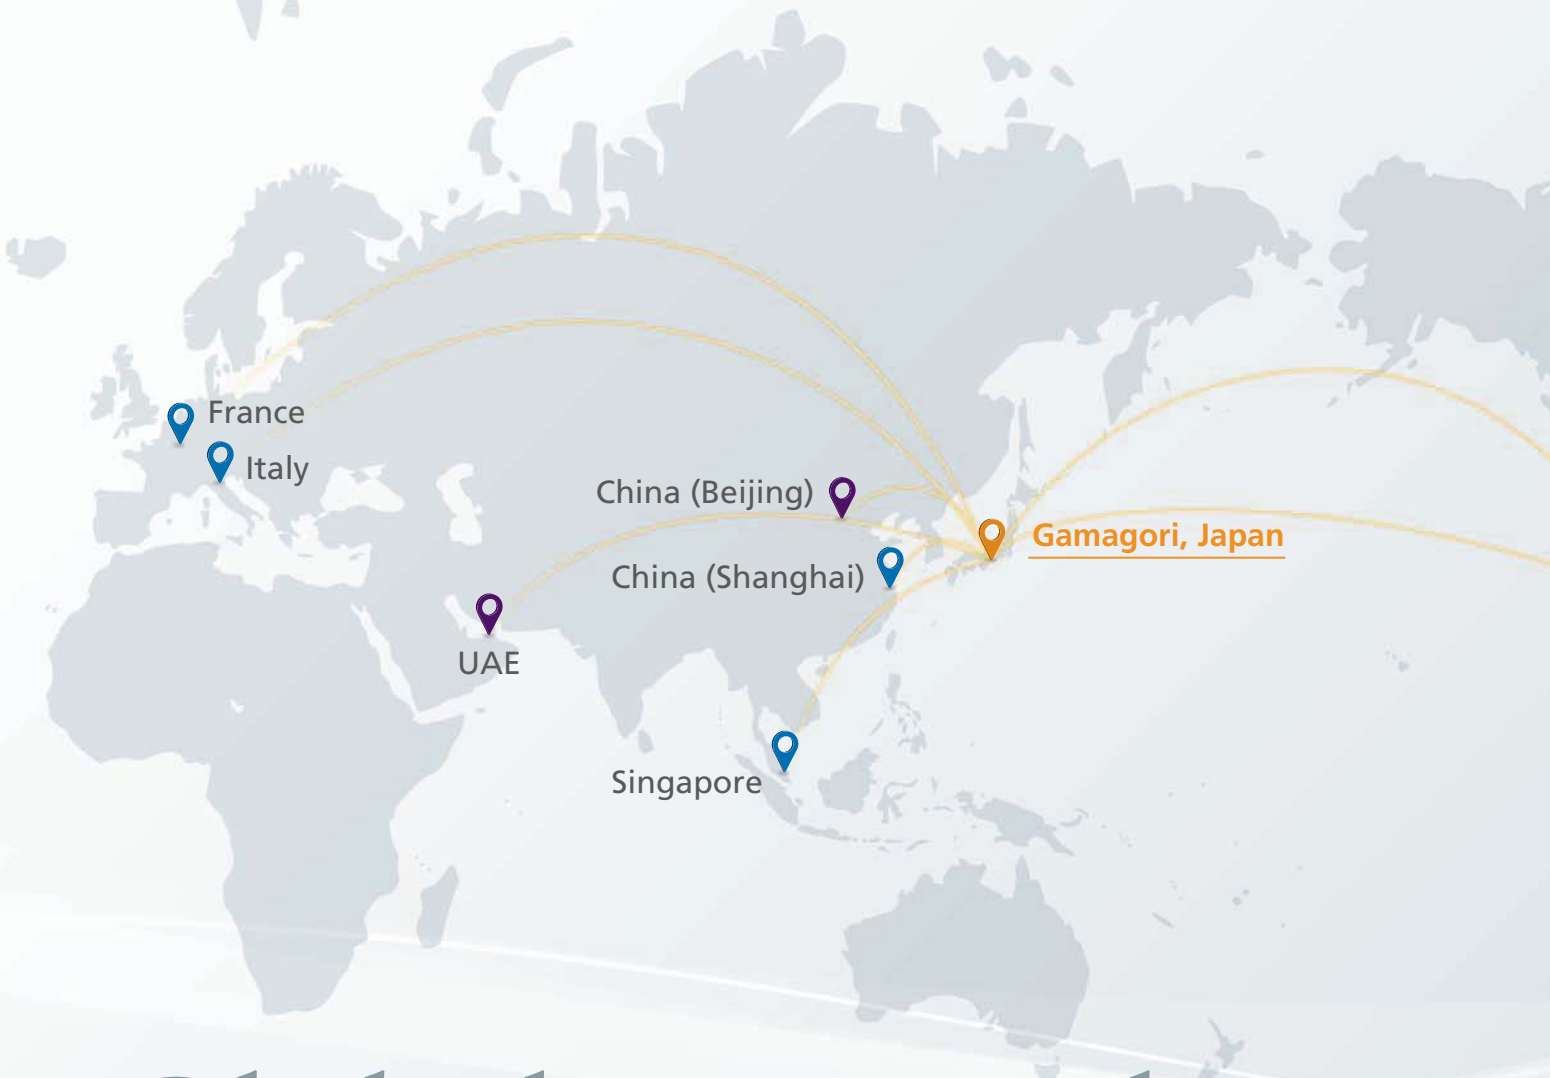 France
Italy
China (Beijing)
Gamagori, Japan
China (Shanghai)
UAE
Singapore